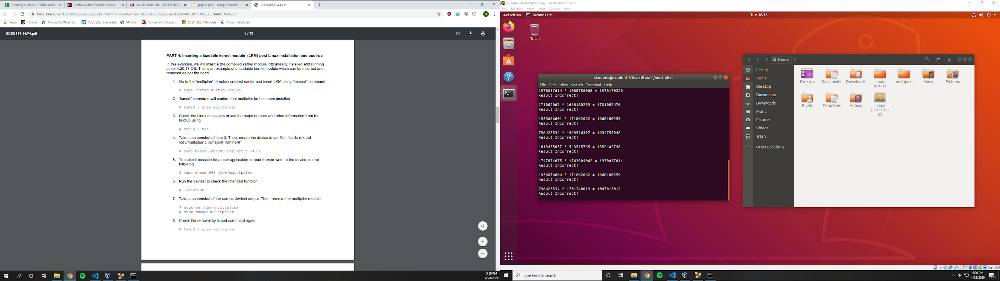 Creating a Simple RESTful Web A
Central Authentication Service
Course Materials – 20 SPRING EC
pug vs jade - Google Search
ECEN449_HW4.pdf
tamu.blackboard.com/bbcswebdav/pid-6733517-dt-content-rid-64038438_1/courses/ECEN.449.2011.M1/ECEN449_HW4.pdf
Apps
Howdy
Microsoft Office Ho...
CSCE 222 (5 unread)
MyBlinn
Homework - Signal...
ECEN 325 - Mandela
Inbox - Workday
ECEN449_HW4.pdf
5 / 13
PART 4: Inserting a loadable kernel module (LKM) post Linux installation and boot-up
In this exercise, we will insert a pre compiled kernel module into already installed and running
Linux-4.20.17 OS. This is an example of a loadable kernel module which can be inserted and
removed as per the need.
1. Go to the “multiplier” directory created earlier and insert LKM using “insmod” command
$ sudo insmod multiplier.ko
2. “lsmod” command will confirm that multiplier.ko has been installed
$ lsmod | grep multiplier
3. Check the Linux messages to see the major number and other information from the
bootup using
$ dmesg | tail
4. Take a screenshot of step 3. Then, create the device driver file - “sudo mknod
/dev/multiplier c %major# %minor#”
$ sudo mknod /dev/multiplier c 240 0
5. To make it possible for a user application to read from or write to the device, do the
following.
$ sudo chmod 666 /dev/multiplier
6. Run the devtest to check the intended function
$ ./devtest
7. Take a screenshot of the correct devtest output. Then, remove the multiplier module
$ sudo rm /dev/multiplier
$ sudo rmmod multiplier
8. Check the removal by lsmod command again
$ lsmod | grep multiplier
5:38 PM
4/28/2020
ECEN449-Student [Running] - Oracle VM VirtualBox
File Machine View Input Devices Help
Activities
Terminal
Tue 18:38
Trash
student@student-VirtualBox: ~/multiplier
File Edit View Search Terminal Help
1970037614 * 1008756068 = 1970170220
Result Incorrect!
171862062 * 1668180259 = 1701082476
Result Incorrect!
1953066601 * 171862062 = 1668180259
Result Incorrect!
796423534 * 1969516397 = 1634755948
Result Incorrect!
1818455657 * 543515765 = 1852402748
Result Incorrect!
1747874675 * 1763904062 = 1970037614
Result Incorrect!
1936076664 * 171862062 = 1668180259
Result Incorrect!
796423534 * 1701340019 = 1047015012
Result Incorrect!
Home
Recent
Home
Desktop
Documents
Downloads
Music
Pictures
Videos
Trash
Other Locations
Desktop
Documents
Downloads
linux-
4.20.17
multiplier
Music
Pictures
Public
Templates
Videos
tar.gz
linux-
4.20.17.tar.
gz
Right Ctrl
Type here to search
5:38 PM
4/28/2020
2